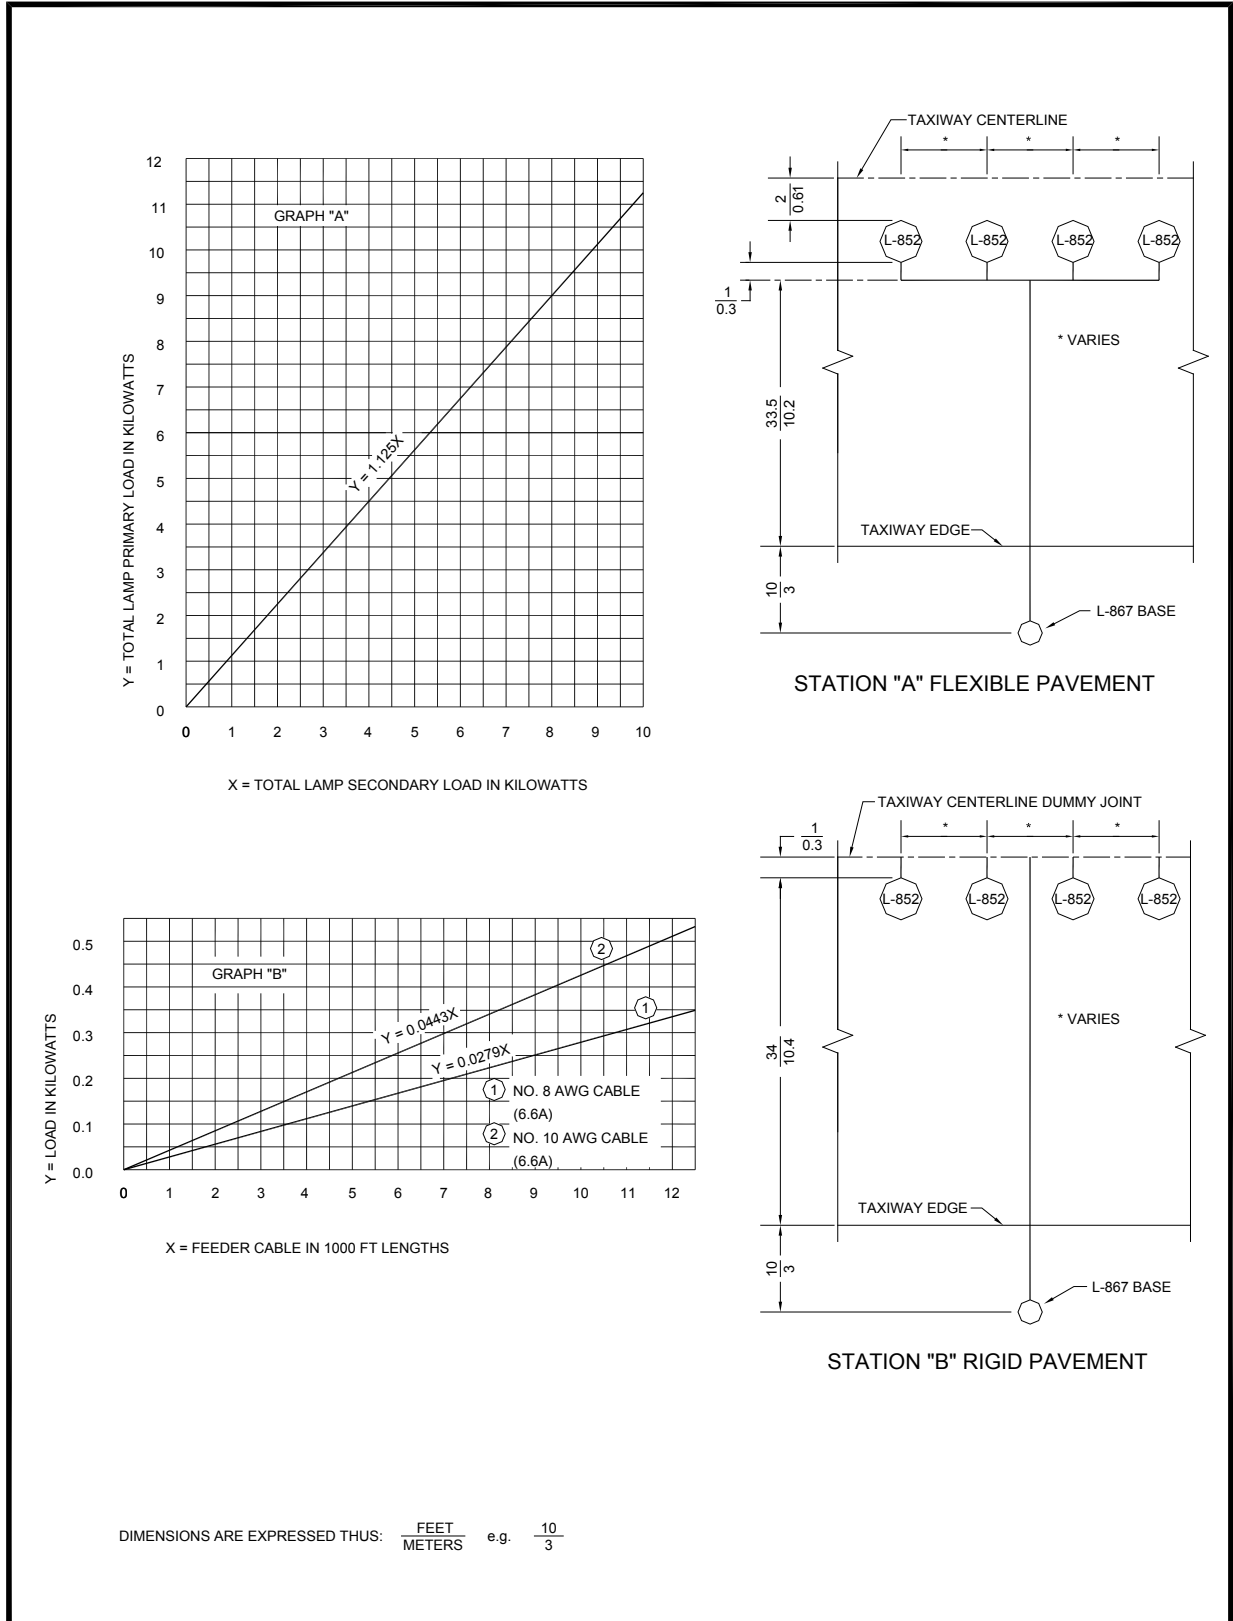 12
11
10
9
8
7
6
5
4
3
2
1
0
GRAPH "A"
Y = 1.125X
Y = TOTAL LAMP PRIMARY LOAD IN KILOWATTS
0 1 2 3 4 5 6 7 8 9 10
X = TOTAL LAMP SECONDARY LOAD IN KILOWATTS
TAXIWAY CENTERLINE
* * *
2
0.61
L-852 L-852 L-852 L-852
1
0.3
* VARIES
33.5
10.2
TAXIWAY EDGE
10
3
L-867 BASE
STATION "A" FLEXIBLE PAVEMENT
0.5
0.4
0.3
0.2
0.1
0.0
GRAPH "B"
Y = 0.0443X
Y = 0.0279X
2
1
1 NO. 8 AWG CABLE
(6.6A)
2 NO. 10 AWG CABLE
(6.6A)
Y = LOAD IN KILOWATTS
0 1 2 3 4 5 6 7 8 9 10 11 12
X = FEEDER CABLE IN 1000 FT LENGTHS
TAXIWAY CENTERLINE DUMMY JOINT
1
0.3
* * *
L-852 L-852 L-852 L-852
* VARIES
34
10.4
TAXIWAY EDGE
10
3
L-867 BASE
STATION "B" RIGID PAVEMENT
DIMENSIONS ARE EXPRESSED THUS: FEET e.g. 10
METERS 3